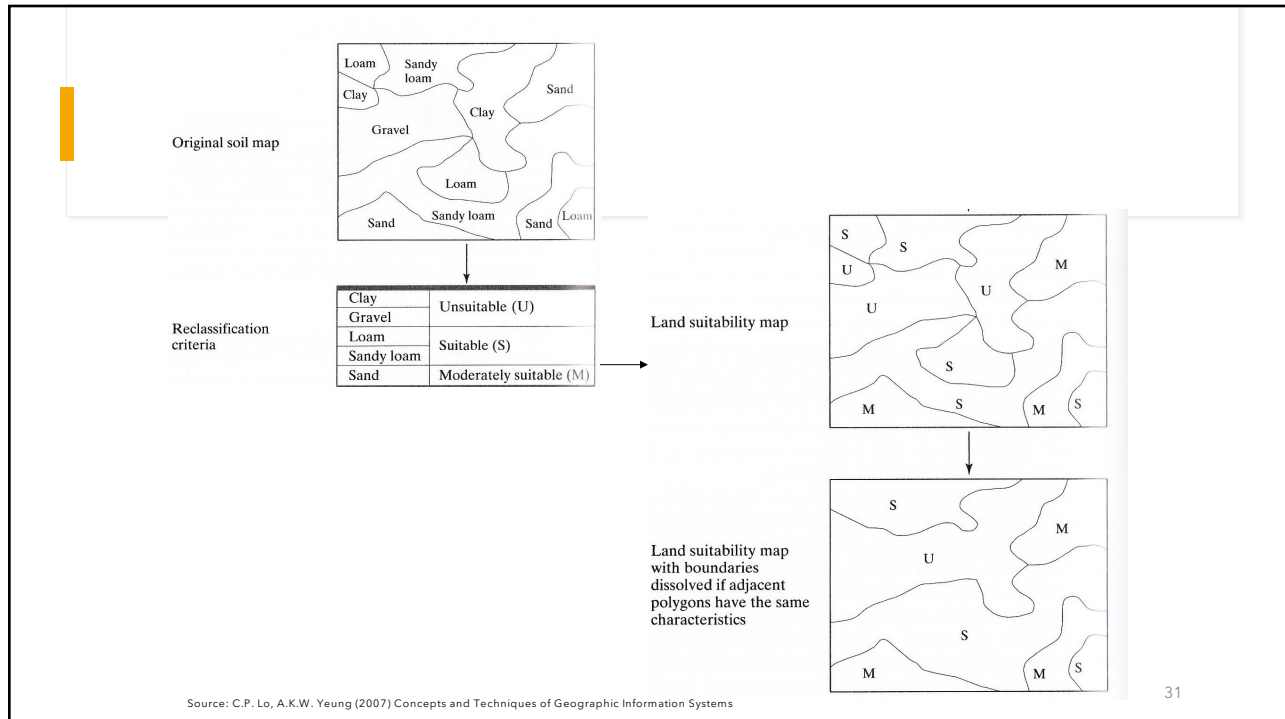 Original soil map
Loam
Sandy
loam
Clay
Sand
Clay
Gravel
Loam
Sand
Sandy loam
Sand
Loam
Reclassification
criteria
Clay
Gravel
Unsuitable (U)
Loam
Sandy loam
Suitable (S)
Sand
Moderately suitable (M)
Land suitability map
S
S
U
M
U
U
S
M
S
M
S
Land suitability map
with boundaries
dissolved if adjacent
polygons have the same
characteristics
S
M
U
S
M
M
S
Source: C.P. Lo, A.K.W. Yeung (2007) Concepts and Techniques of Geographic Information Systems
31